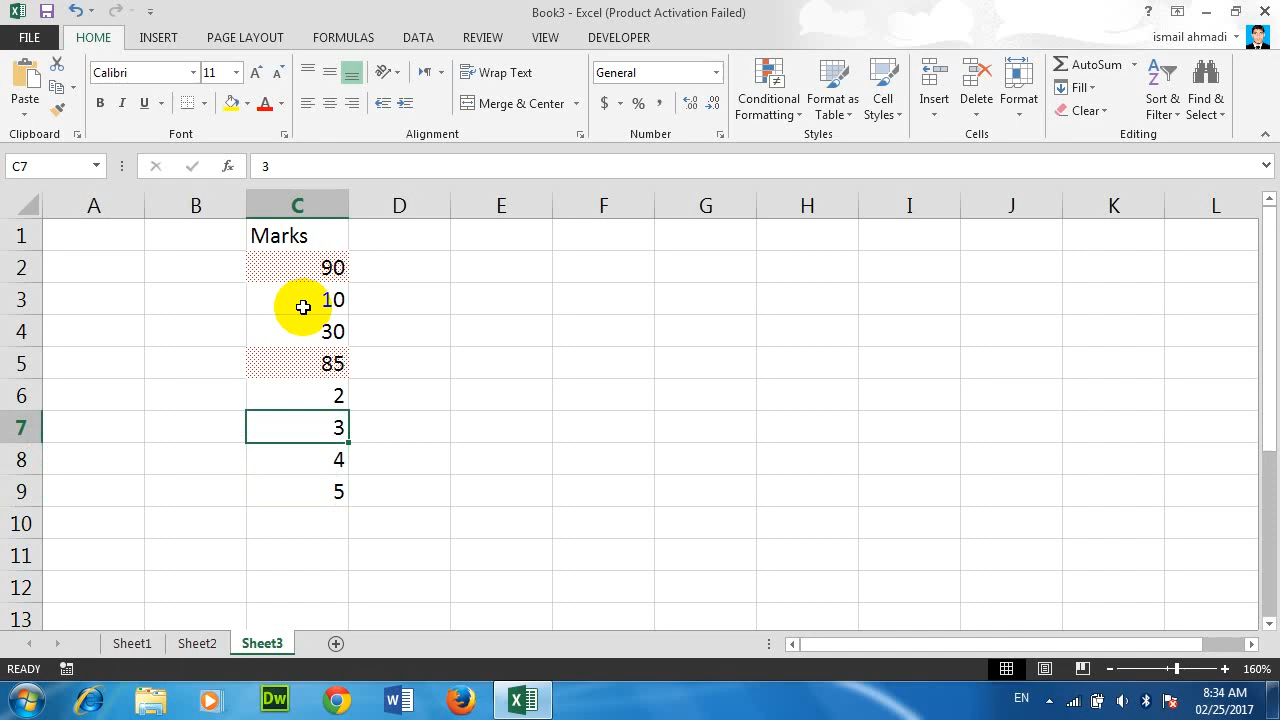 Book3 - Excel (Product Activation Failed)
FILE HOME INSERT PAGE LAYOUT FORMULAS DATA REVIEW VIEW DEVELOPER ismail ahmadi
Paste Calibri 11 Wrap Text General Conditional Formatting Format as Table Cell Styles Insert Delete Format AutoSum Fill Clear Sort & Filter Find & Select
B I U Merge & Center $ % ,
Clipboard Font Alignment Number Styles Cells Editing
C7 fx 3
A B C D E F G H I J K L
1 Marks
2 90
3 10
4 30
5 85
6 2
7 3
8 4
9 5
10
11
12
13
Sheet1 Sheet2 Sheet3
READY 160%
Dw W EN 8:34 AM
02/25/2017